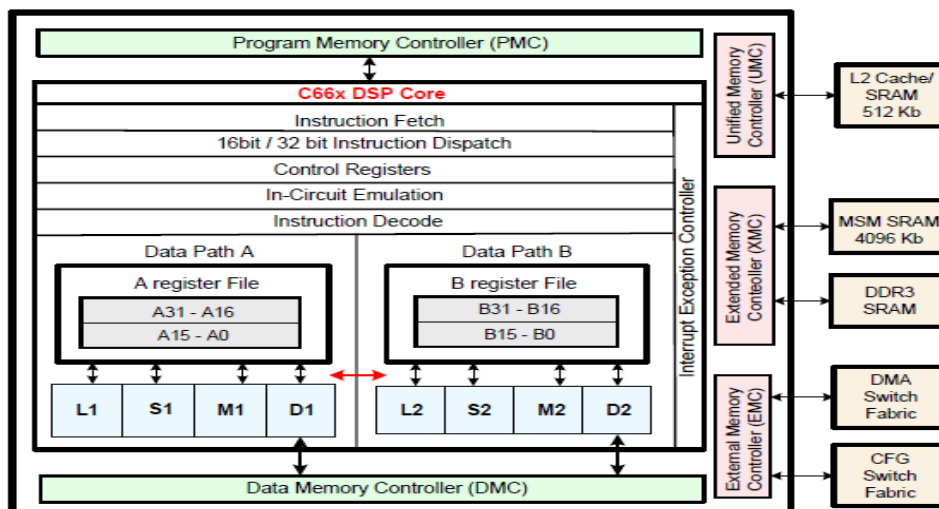 Program Memory Controller (PMC)
C66x DSP Core
Instruction Fetch
16bit / 32 bit Instruction Dispatch
Control Registers
In-Circuit Emulation
Instruction Decode
Data Path A
A register File
A31 - A16
A15 - A0
L1
S1
M1
D1
Data Path B
B register File
B31 - B16
B15 - B0
L2
S2
M2
D2
Interrupt Exception Controller
Data Memory Controller (DMC)
Unified Memory
Controller (UMC)
Extended Memory
Conteoller (XMC)
External Memory
Controller (EMC)
L2 Cache/
SRAM
512 Kb
MSM SRAM
4096 Kb
DDR3
SRAM
DMA
Switch
Fabric
CFG
Switch
Fabric